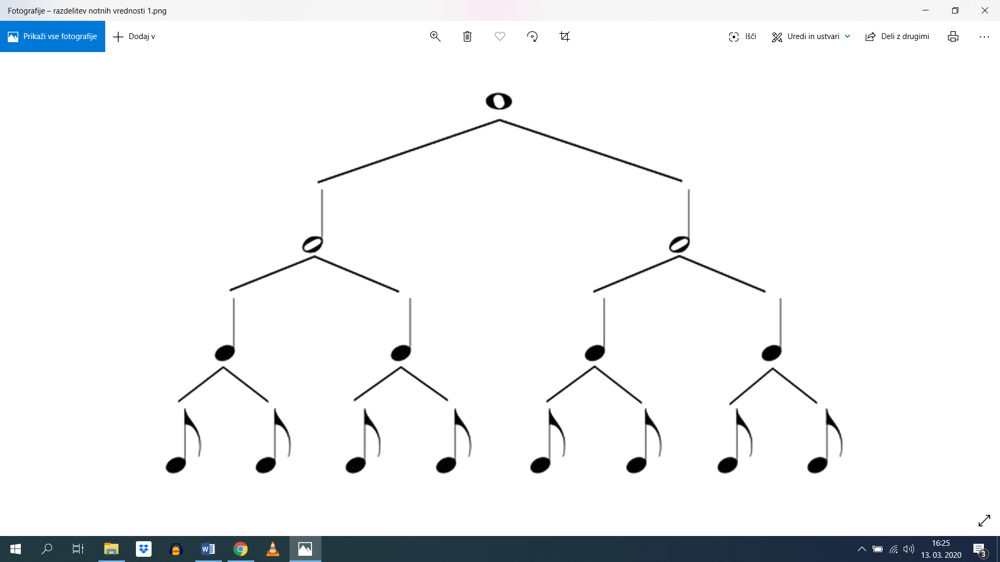 Fotografije – razdelitev notnih vrednosti 1.png
Prikaži vse fotografije
Dodaj v
Išči
Uredi in ustvari
Deli z drugimi
16:25
13. 03. 2020
3